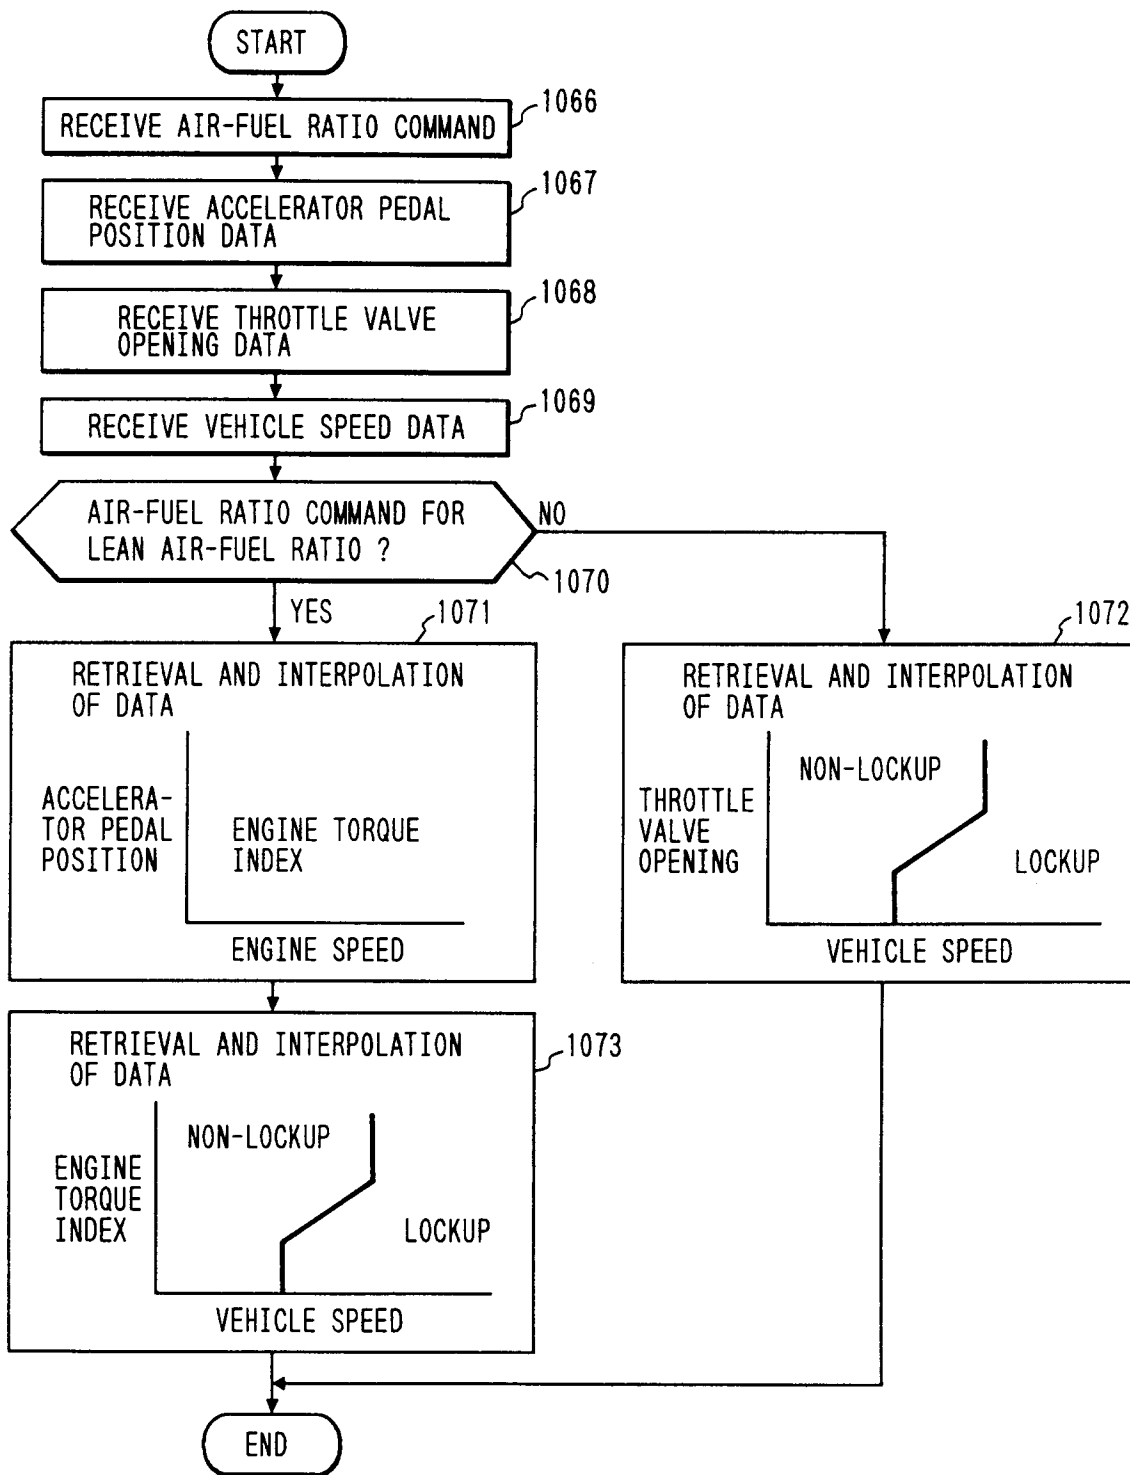 START
1066
RECEIVE AIR-FUEL RATIO COMMAND
1067
RECEIVE ACCELERATOR PEDAL
POSITION DATA
1068
RECEIVE THROTTLE VALVE
OPENING DATA
1069
RECEIVE VEHICLE SPEED DATA
AIR-FUEL RATIO COMMAND FOR
LEAN AIR-FUEL RATIO ?
NO
1070
YES
1071
RETRIEVAL AND INTERPOLATION
OF DATA
ACCELERA-
TOR PEDAL
POSITION
ENGINE TORQUE
INDEX
ENGINE SPEED
1072
RETRIEVAL AND INTERPOLATION
OF DATA
NON-LOCKUP
THROTTLE
VALVE
OPENING
LOCKUP
VEHICLE SPEED
1073
RETRIEVAL AND INTERPOLATION
OF DATA
NON-LOCKUP
ENGINE
TORQUE
INDEX
LOCKUP
VEHICLE SPEED
END